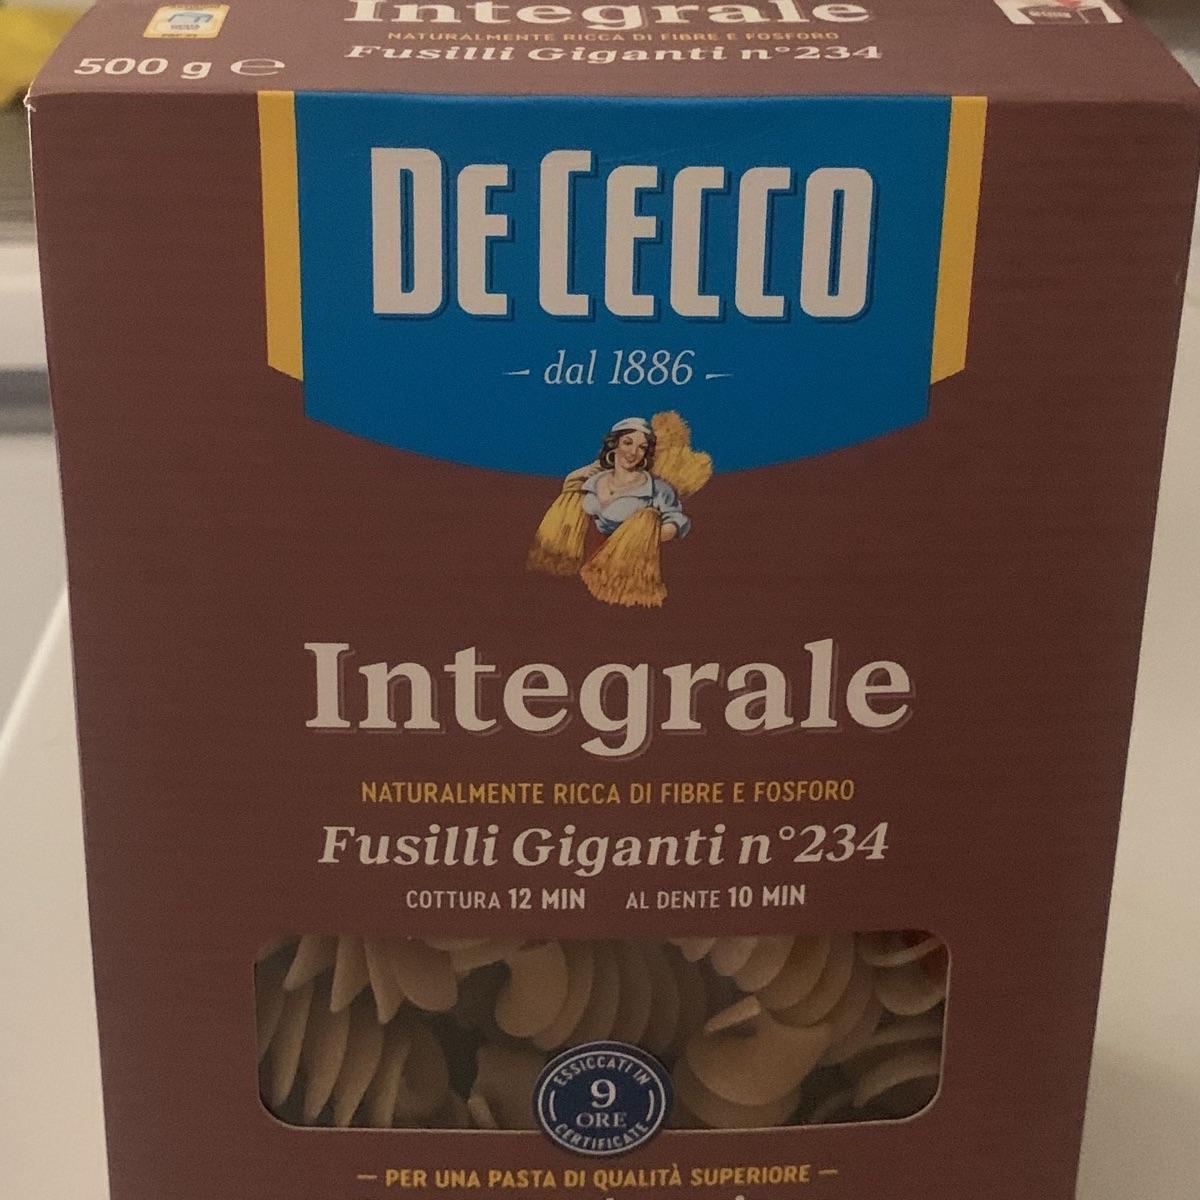 Integrale
NATURALMENTE RICCA DI FIBRE E FOSFORO
Fusilli Giganti n°234
500 g ℮
DE CECCO
DE CECCO
– dal 1886 –
Integrale
NATURALMENTE RICCA DI FIBRE E FOSFORO
Fusilli Giganti n°234
COTTURA 12 MIN AL DENTE 10 MIN
ESSICCATI IN
9
ORE
CERTIFICATE
– PER UNA PASTA DI QUALITÀ SUPERIORE –